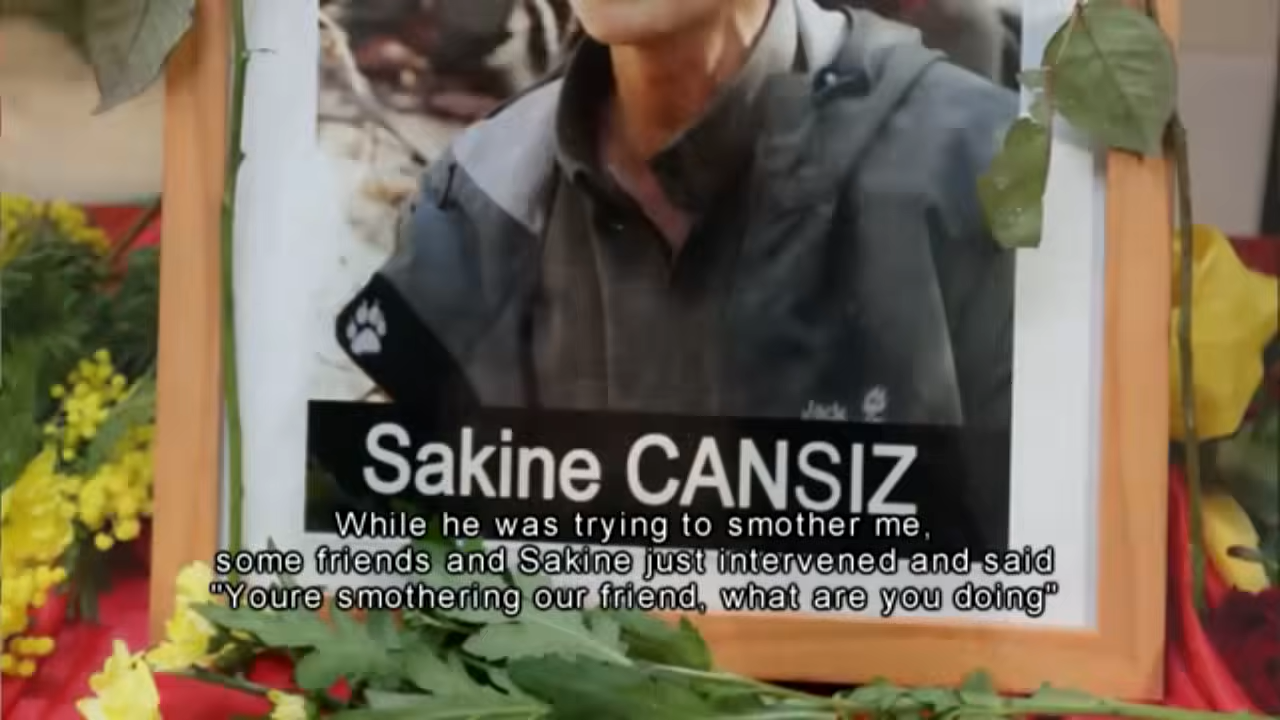 Jack
Sakine CANSIZ
While he was trying to smother me,
some friends and Sakine just intervened and said
"Youre smothering our friend, what are you doing"